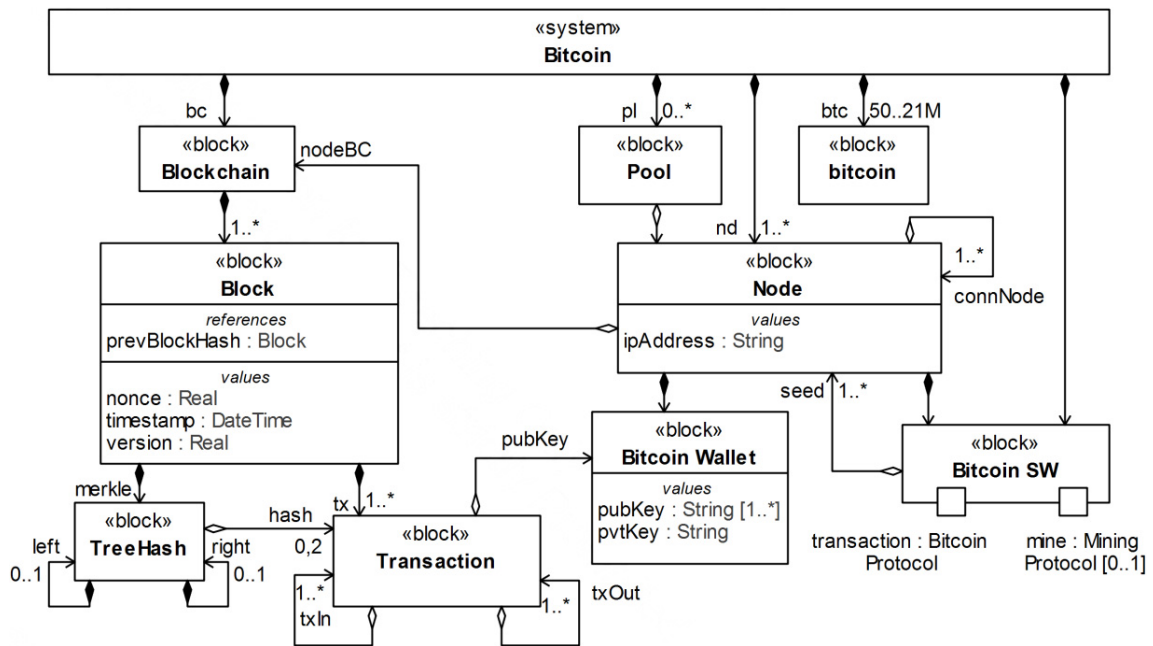 «system»
Bitcoin
bc
pl
0..*
btc
50..21M
«block»
Blockchain
nodeBC
«block»
Pool
«block»
bitcoin
1..*
nd
1..*
«block»
Block
references
prevBlockHash : Block
values
nonce : Real
timestamp : DateTime
version : Real
«block»
Node
values
ipAddress : String
1..*
connNode
seed
1..*
merkle
tx
1..*
pubKey
«block»
Bitcoin Wallet
values
pubKey : String [1..*]
pvtKey : String
«block»
Bitcoin SW
transaction : Bitcoin
Protocol
mine : Mining
Protocol [0..1]
«block»
TreeHash
left
0..1
right
0..1
hash
0,2
«block»
Transaction
1..*
txIn
1..*
txOut